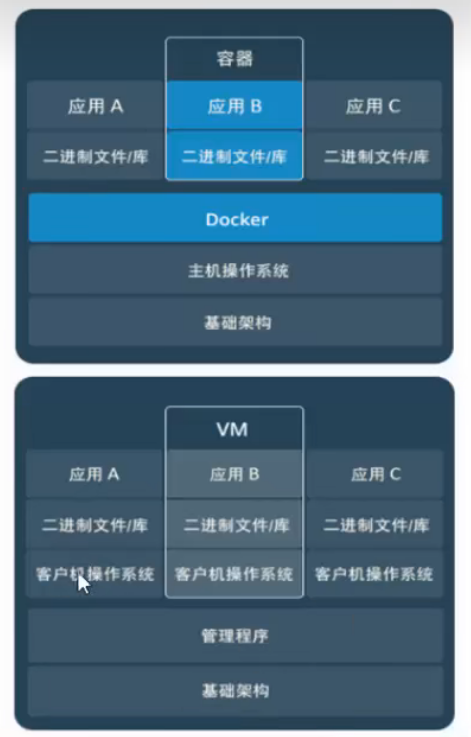 容器
应用 A 应用 B 应用 C
二进制文件/库 二进制文件/库 二进制文件/库
Docker
主机操作系统
基础架构
VM
应用 A 应用 B 应用 C
二进制文件/库 二进制文件/库 二进制文件/库
客户机操作系统 客户机操作系统 客户机操作系统
管理程序
基础架构